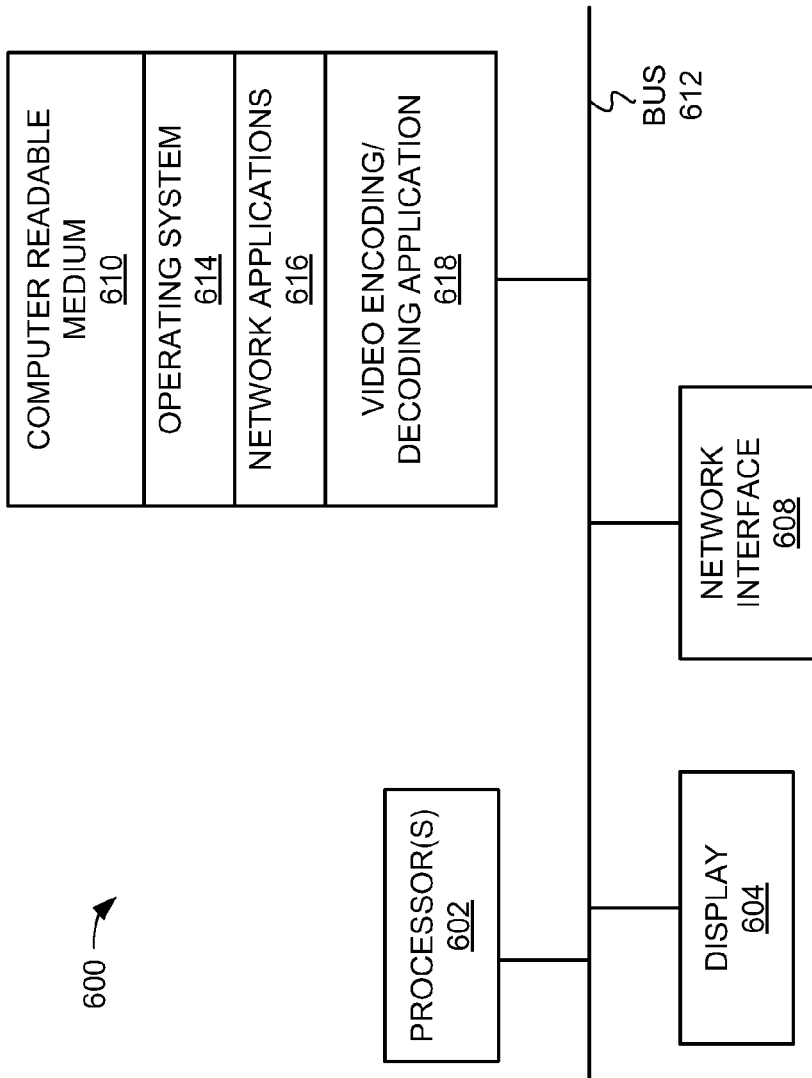 600
PROCESSOR(S)
602
COMPUTER READABLE
MEDIUM
610
OPERATING SYSTEM
614
NETWORK APPLICATIONS
616
VIDEO ENCODING/
DECODING APPLICATION
618
BUS
612
DISPLAY
604
NETWORK
INTERFACE
608